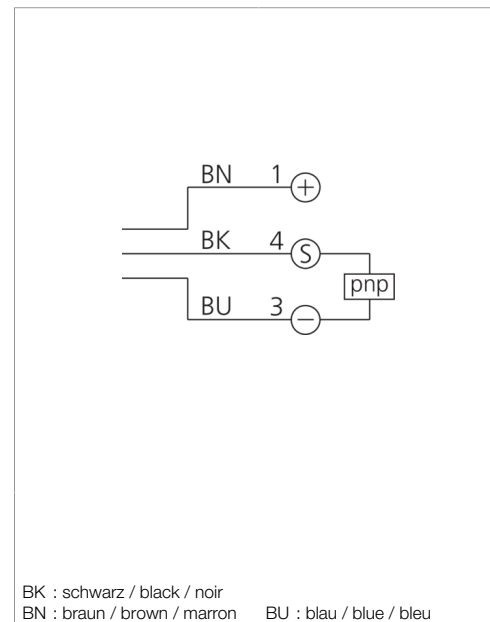 BN 1 +
BK 4 S
pnp
BU 3 −
BK : schwarz / black / noir
BN : braun / brown / marron BU : blau / blue / bleu